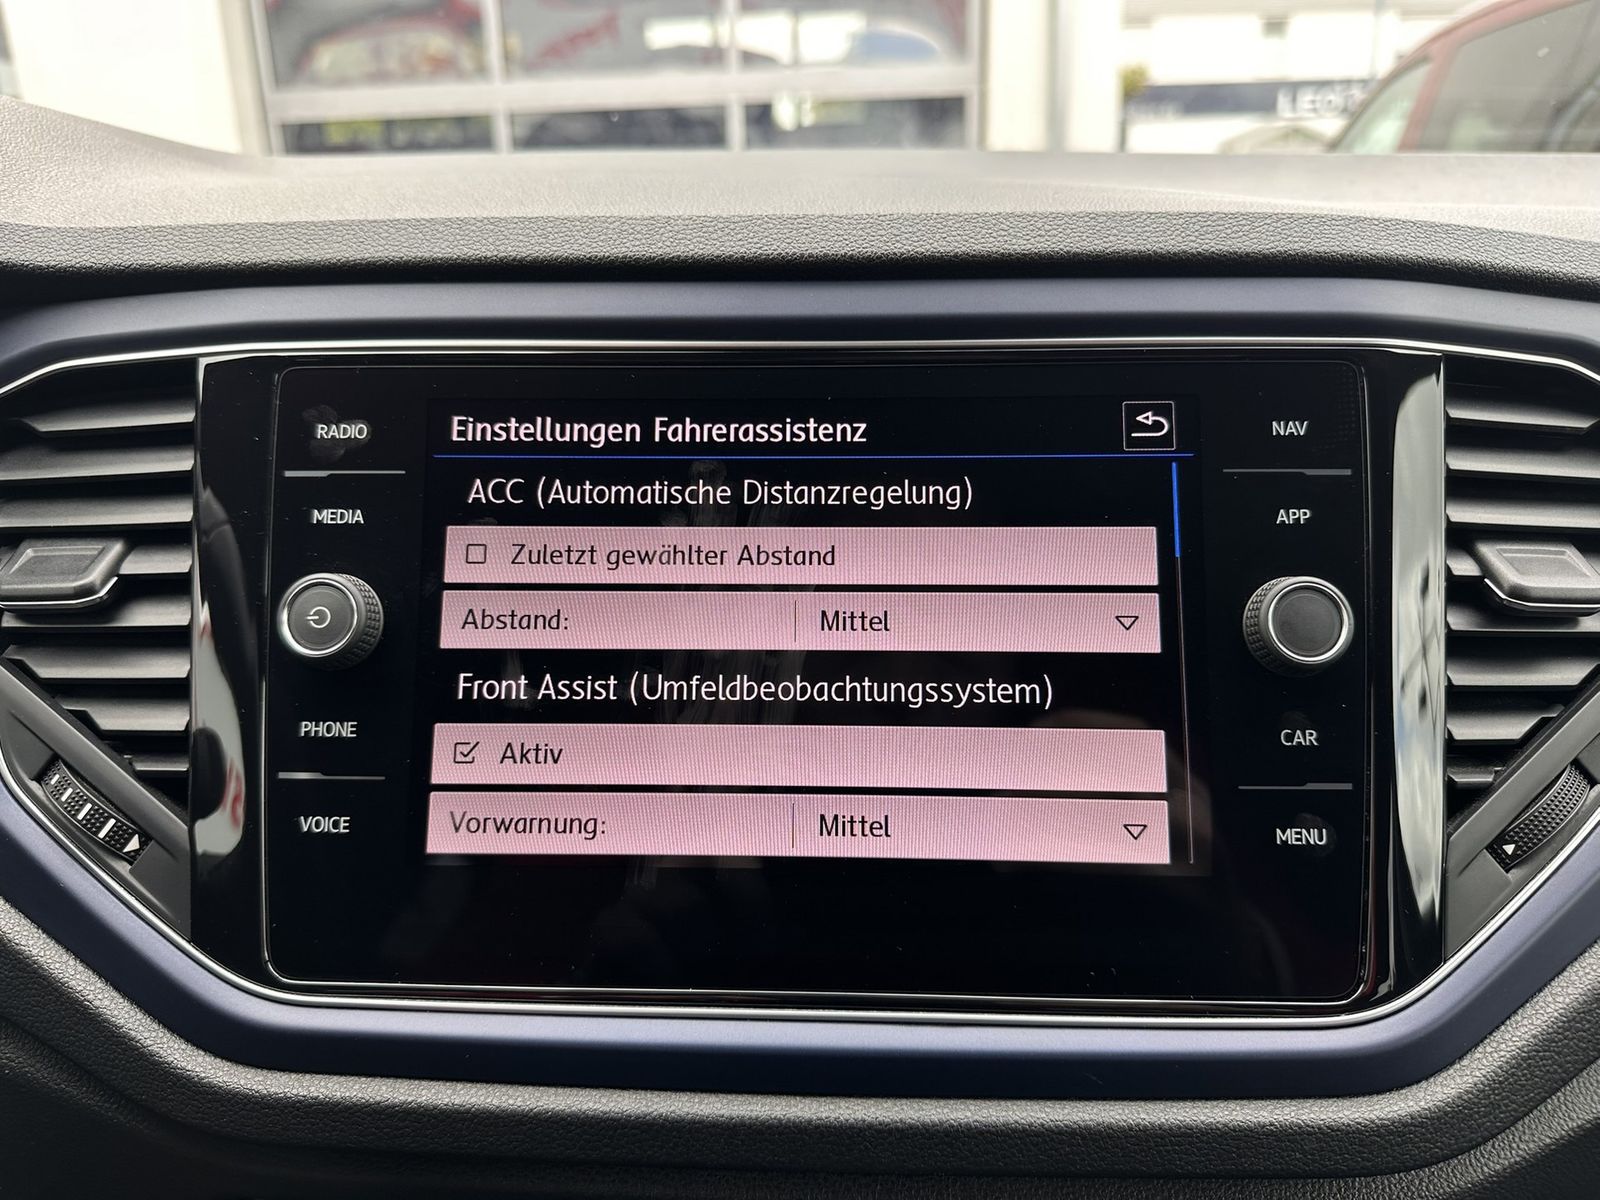 RADIO
MEDIA
PHONE
VOICE
Einstellungen Fahrerassistenz
ACC (Automatische Distanzregelung)
Zuletzt gewählter Abstand
Abstand: Mittel
Front Assist (Umfeldbeobachtungssystem)
Aktiv
Vorwarnung: Mittel
NAV
APP
CAR
MENU